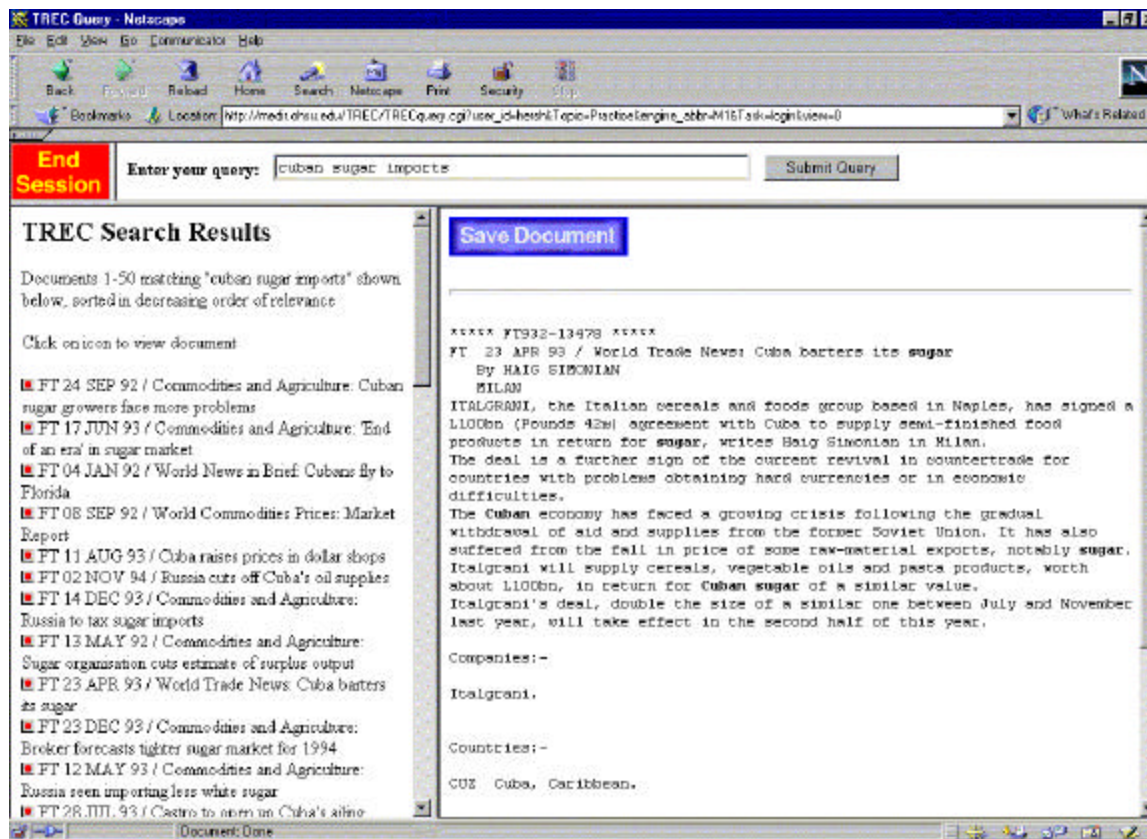 TREC Query - Netscape
File Edit View Go Communicator Help
Back Forward Reload Home Search Netscape Print Security Stop
Bookmarks Location: What's Related
End
Session
Enter your query: cuban sugar imports Submit Query
TREC Search Results
Documents 1-50 matching "cuban sugar imports" shown
below, sorted in decreasing order of relevance
Click on icon to view document
FT 24 SEP 92 / Commodities and Agriculture: Cuban
sugar growers face more problems
FT 17 JUN 93 / Commodities and Agriculture: 'End
of an era' in sugar market
FT 04 JAN 92 / World News in Brief: Cubans fly to
Florida
FT 08 SEP 92 / World Commodities Prices: Market
Report
FT 11 AUG 93 / Cuba raises prices in dollar shops
FT 02 NOV 94 / Russia cuts off Cuba's oil supplies
FT 14 DEC 93 / Commodities and Agriculture:
Russia to tax sugar imports
FT 13 MAY 92 / Commodities and Agriculture:
Sugar organisation cuts estimate of surplus output
FT 23 APR 93 / World Trade News: Cuba barters
its sugar
FT 23 DEC 93 / Commodities and Agriculture:
Broker forecasts tighter sugar market for 1994
FT 12 MAY 93 / Commodities and Agriculture:
Russia seen importing less white sugar
FT 28 JUL 93 / Castro to open up Cuba's ailing
Save Document
***** FT932-13478 *****
FT 23 APR 93 / World Trade News: Cuba barters its sugar
By HAIG SIMONIAN
MILAN
ITALGRANI, the Italian cereals and foods group based in Naples, has signed a
L100bn (Pounds 42m) agreement with Cuba to supply semi-finished food
products in return for sugar, writes Haig Simonian in Milan.
The deal is a further sign of the current revival in countertrade for
countries with problems obtaining hard currencies or in economic
difficulties.
The Cuban economy has faced a growing crisis following the gradual
withdrawal of aid and supplies from the former Soviet Union. It has also
suffered from the fall in price of some raw-material exports, notably sugar.
Italgrani will supply cereals, vegetable oils and pasta products, worth
about L100bn, in return for Cuban sugar of a similar value.
Italgrani's deal, double the size of a similar one between July and November
last year, will take effect in the second half of this year.
Companies:-
Italgrani.
Countries:-
CUZ Cuba, Caribbean.
Document: Done